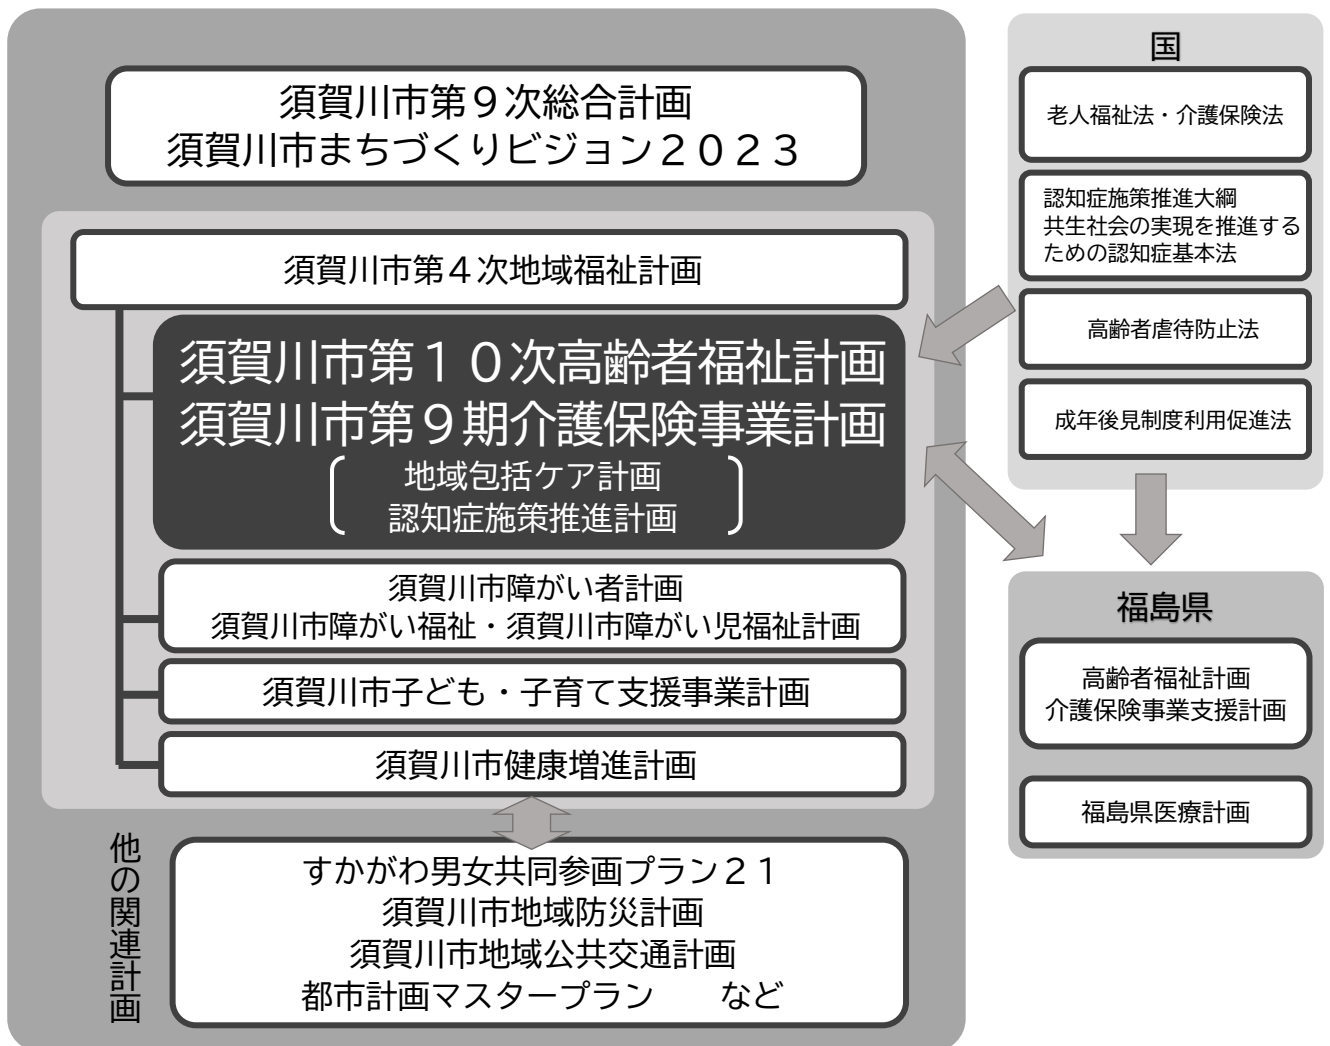 須賀川市第９次総合計画
須賀川市まちづくりビジョン２０２３
須賀川市第４次地域福祉計画
須賀川市第１０次高齢者福祉計画
須賀川市第９期介護保険事業計画
地域包括ケア計画
認知症施策推進計画
須賀川市障がい者計画
須賀川市障がい福祉・須賀川市障がい児福祉計画
須賀川市子ども・子育て支援事業計画
須賀川市健康増進計画
他の関連計画
すかがわ男女共同参画プラン２１
須賀川市地域防災計画
須賀川市地域公共交通計画
都市計画マスタープラン　　など
国
老人福祉法・介護保険法
認知症施策推進大綱
共生社会の実現を推進する
ための認知症基本法
高齢者虐待防止法
成年後見制度利用促進法
福島県
高齢者福祉計画
介護保険事業支援計画
福島県医療計画